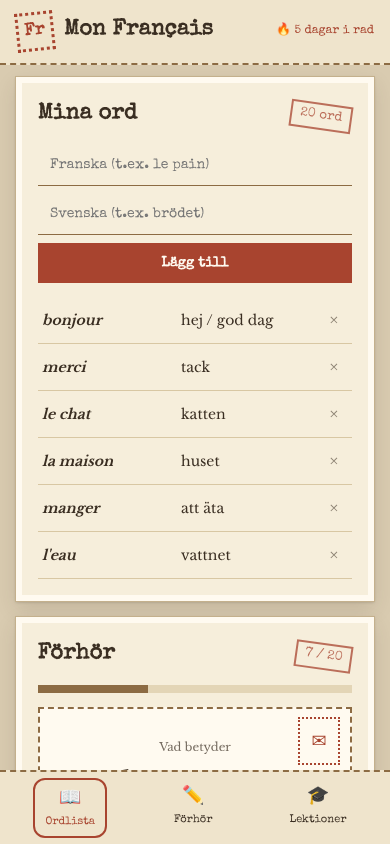 Fr Mon Français 🔥 5 dagar i rad
Mina ord 20 ord
Franska (t.ex. le pain)
Svenska (t.ex. brödet)
Lägg till
bonjour hej / god dag ×
merci tack ×
le chat katten ×
la maison huset ×
manger att äta ×
l'eau vattnet ×
Förhör 7 / 20
Vad betyder
Ordlista Förhör Lektioner